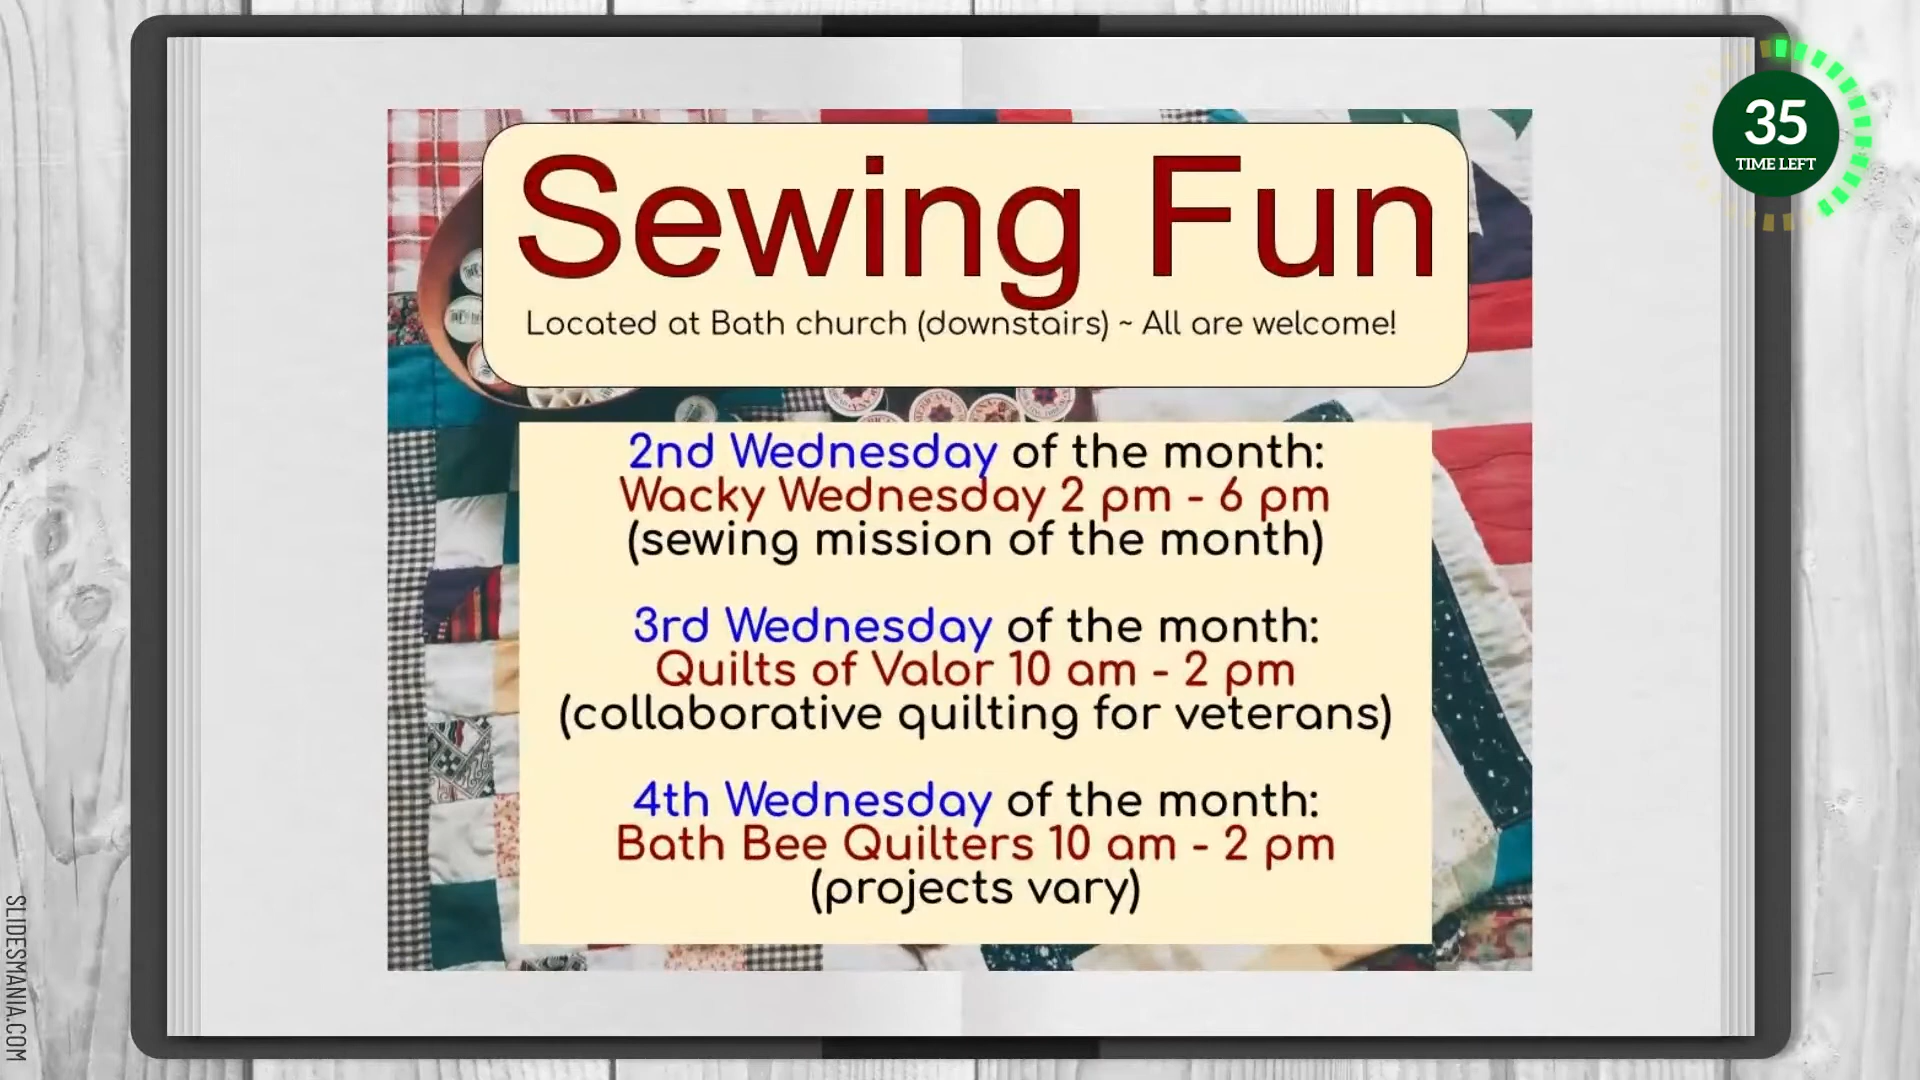 35
TIME LEFT
Sewing Fun
Located at Bath church (downstairs) ~ All are welcome!
2nd Wednesday of the month:
Wacky Wednesday 2 pm - 6 pm
(sewing mission of the month)
3rd Wednesday of the month:
Quilts of Valor 10 am - 2 pm
(collaborative quilting for veterans)
4th Wednesday of the month:
Bath Bee Quilters 10 am - 2 pm
(projects vary)
SLIDESMANIA.COM